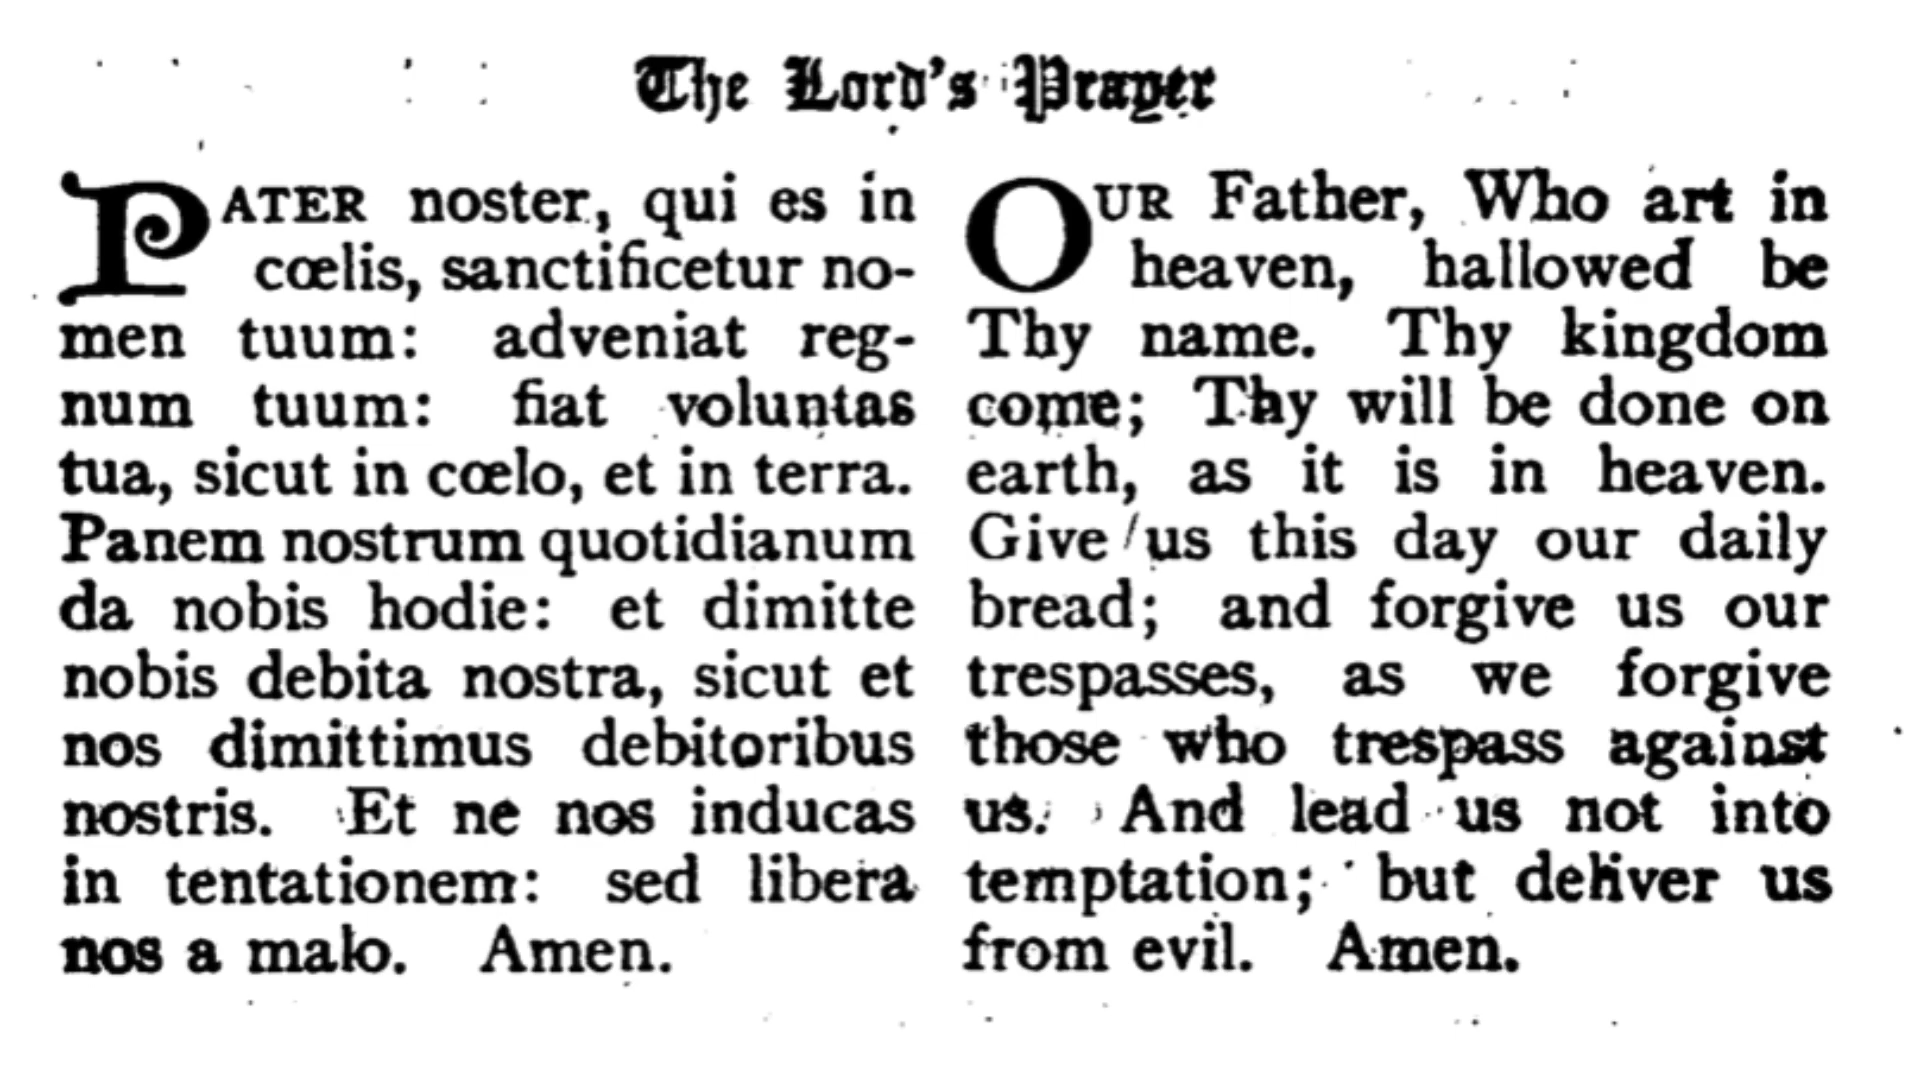 The Lord's Prayer
PATER noster, qui es in
cœlis, sanctificetur no-
men tuum: adveniat reg-
num tuum: fiat voluntas
tua, sicut in cœlo, et in terra.
Panem nostrum quotidianum
da nobis hodie: et dimitte
nobis debita nostra, sicut et
nos dimittimus debitoribus
nostris. Et ne nos inducas
in tentationem: sed libera
nos a malo. Amen.
OUR Father, Who art in
heaven, hallowed be
Thy name. Thy kingdom
come; Thy will be done on
earth, as it is in heaven.
Give us this day our daily
bread; and forgive us our
trespasses, as we forgive
those who trespass against
us. And lead us not into
temptation; but deliver us
from evil. Amen.